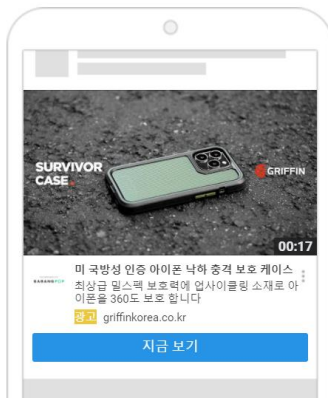 SURVIVOR
CASE.
GRIFFIN
00:17
미 국방성 인증 아이폰 낙하 충격 보호 케이스
최상급 밀스펙 보호력에 업사이클링 소재로 아
이폰을 360도 보호 합니다
광고 griffinkorea.co.kr
지금 보기